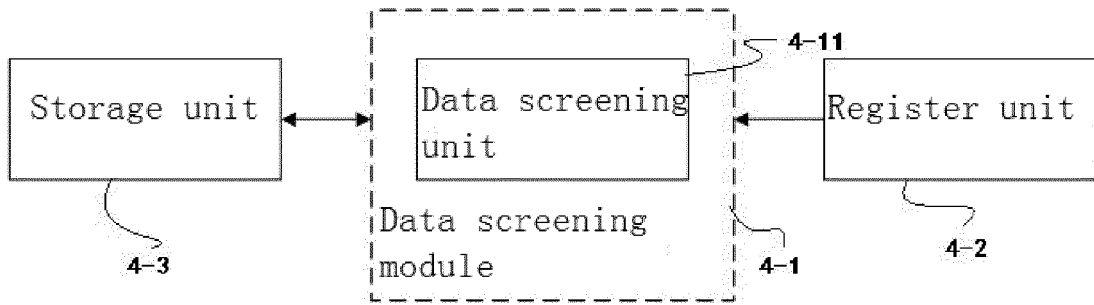 4-11
Storage unit
Data screening
unit
Register unit
Data screening
module
4-3
4-1
4-2